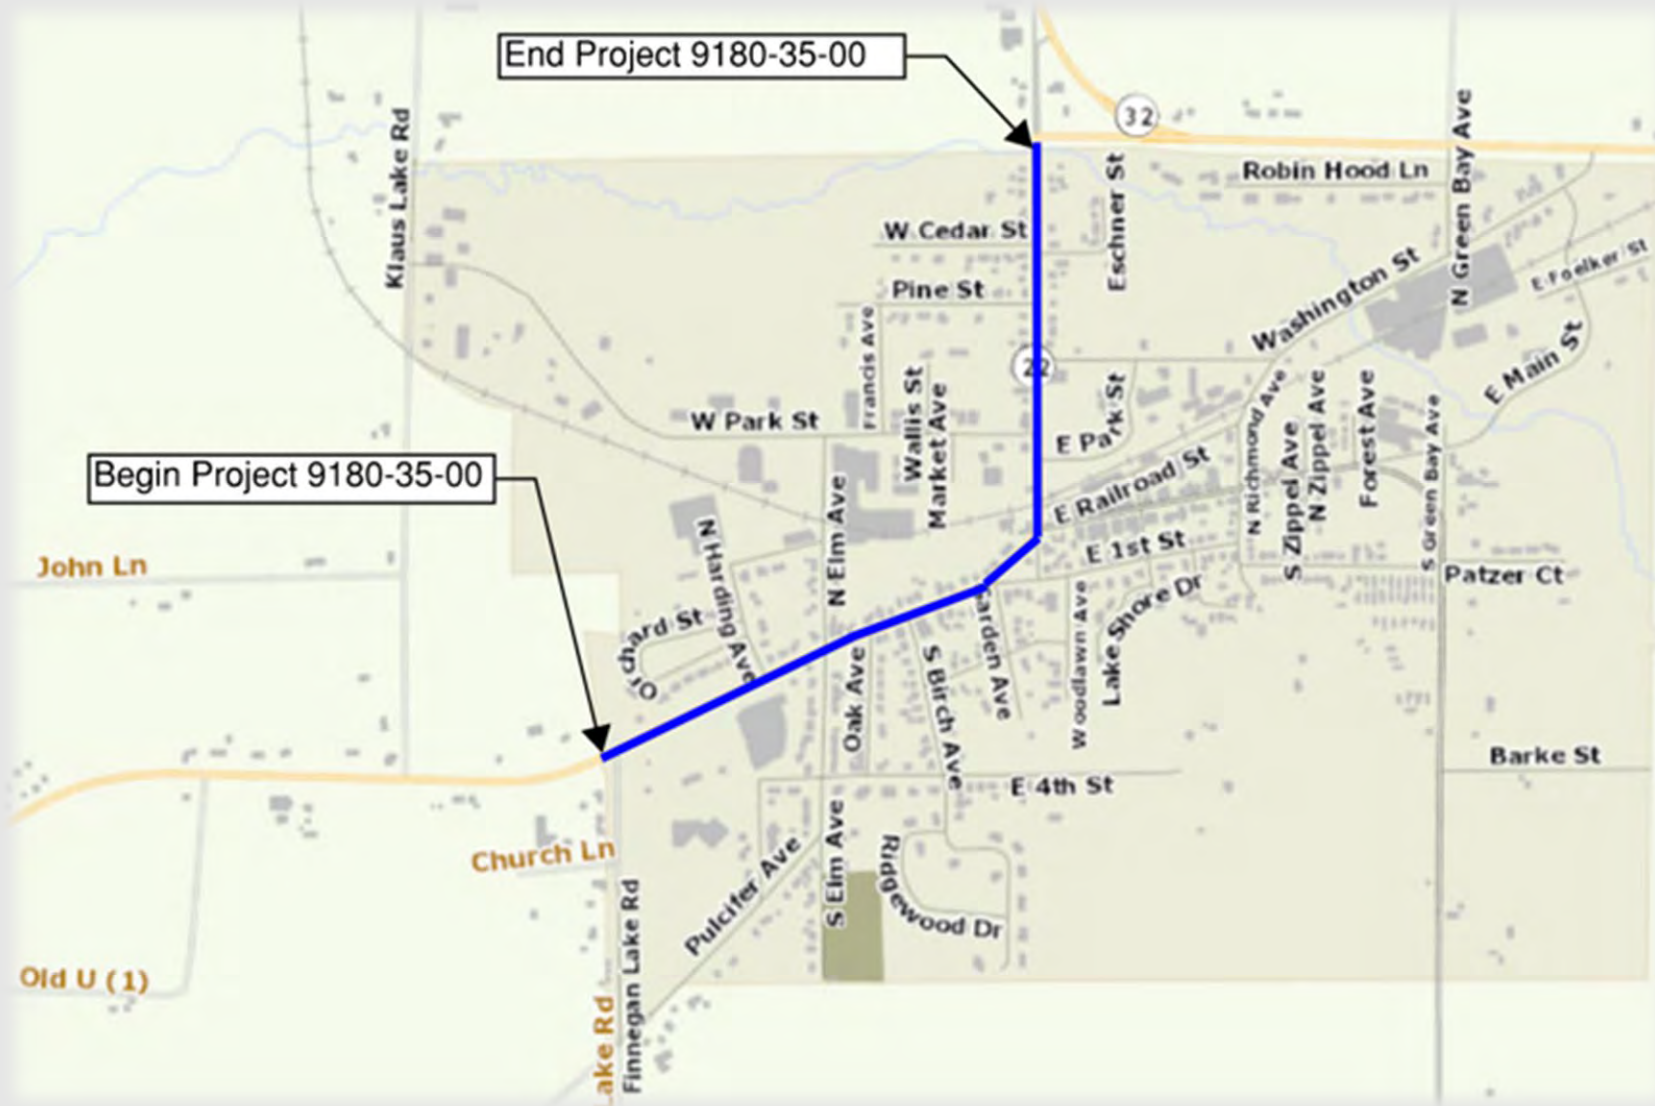 End Project 9180-35-00
32
Klaus Lake Rd
N Green Bay Ave
Robin Hood Ln
Eschner St
W Cedar St
Pine St
Washington St
E Foelker St
Francis Ave
22
E Main St
Wallis St
Market Ave
W Park St
E Park St
N Richmond Ave
S Zippel Ave
N Zippel Ave
Forest Ave
S Green Bay Ave
Begin Project 9180-35-00
E Railroad St
N Elm Ave
N Harding Ave
E 1st St
John Ln
Patzer Ct
Orchard St
Garden Ave
Woodlawn Ave
Lake Shore Dr
Oak Ave
S Birch Ave
Barke St
E 4th St
Church Ln
Pulcifer Ave
S Elm Ave
Ridgewood Dr
Old U (1)
Lake Rd
Finnegan Lake Rd